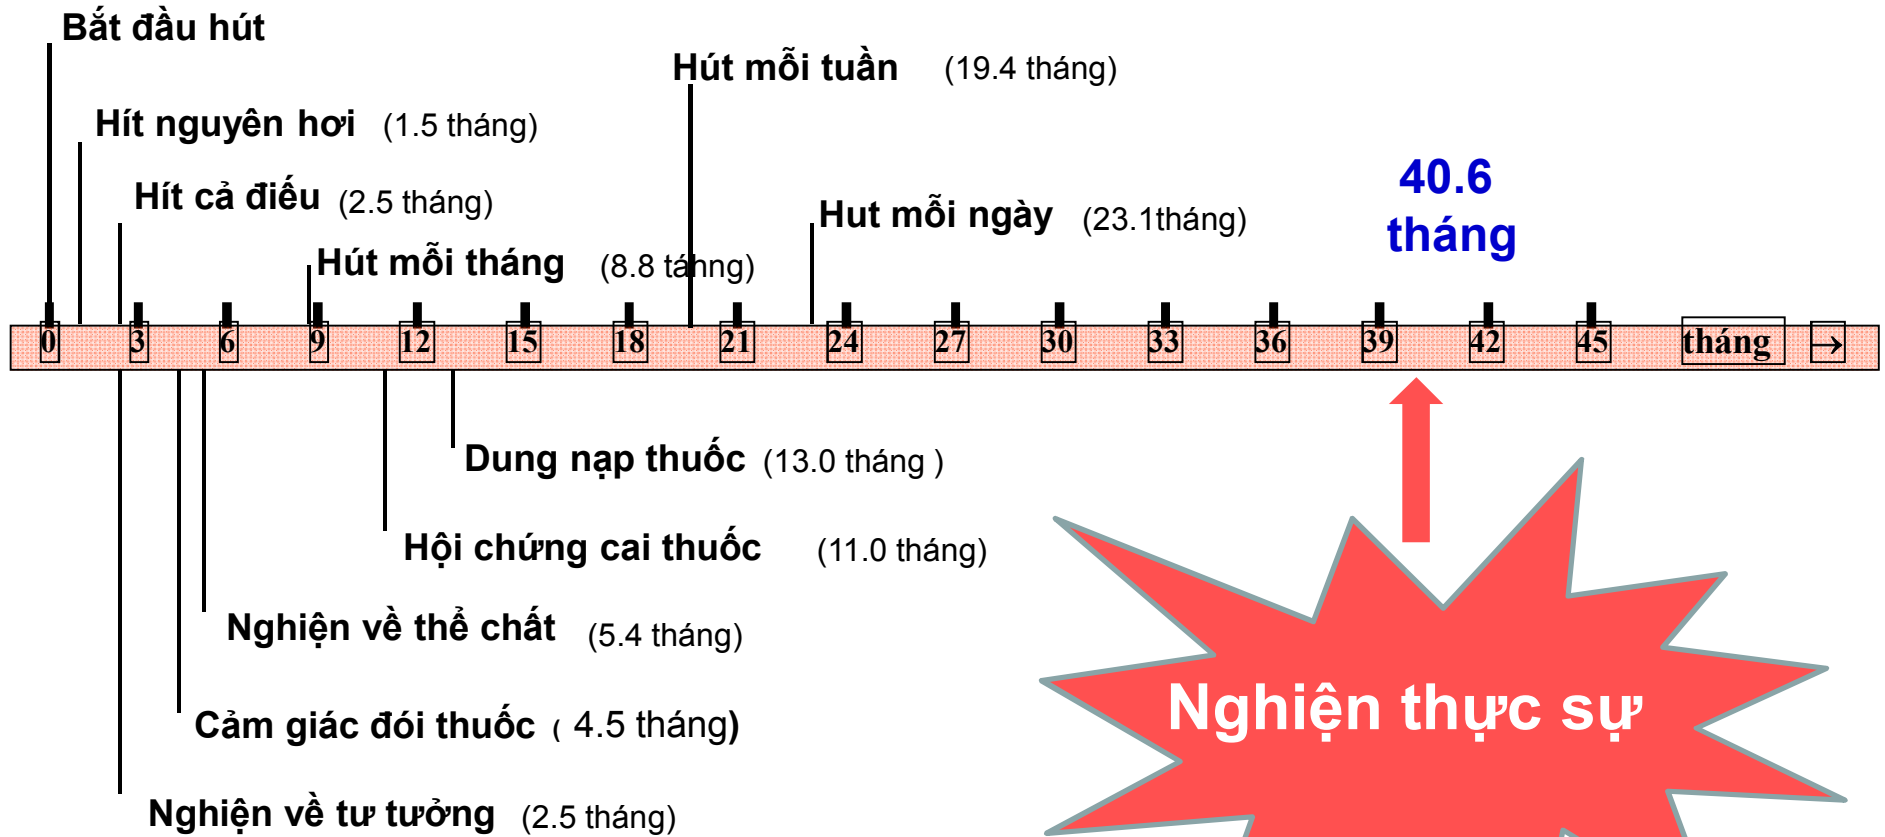 Bắt đầu hút
Hút mỗi tuần (19.4 tháng)
Hít nguyên hơi (1.5 tháng)
Hít cả điếu (2.5 tháng)
40.6
tháng
Hut mỗi ngày (23.1tháng)
Hút mỗi tháng (8.8 táhng)
0 3 6 9 12 15 18 21 24 27 30 33 36 39 42 45 tháng →
Dung nạp thuốc (13.0 tháng )
Hội chứng cai thuốc (11.0 tháng)
Nghiện về thể chất (5.4 tháng)
Nghiện thực sự
Cảm giác đói thuốc ( 4.5 tháng)
Nghiện về tư tưởng (2.5 tháng)